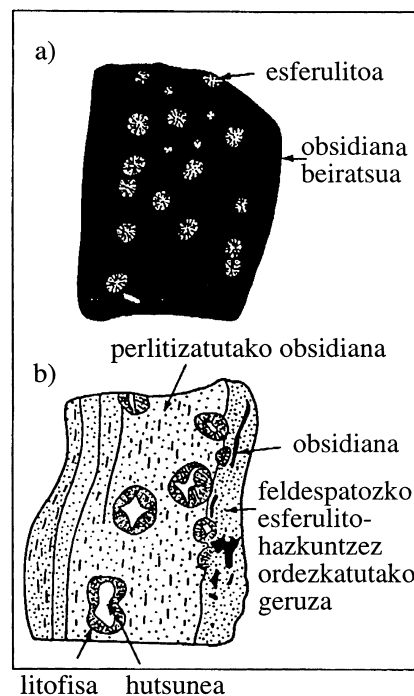 a)
esferulitoa
obsidiana
beiratsua
perlitizatutako obsidiana
b)
obsidiana
feldespatozko
esferulito-
hazkuntzez
ordezkatutako
geruza
litofisa
hutsunea